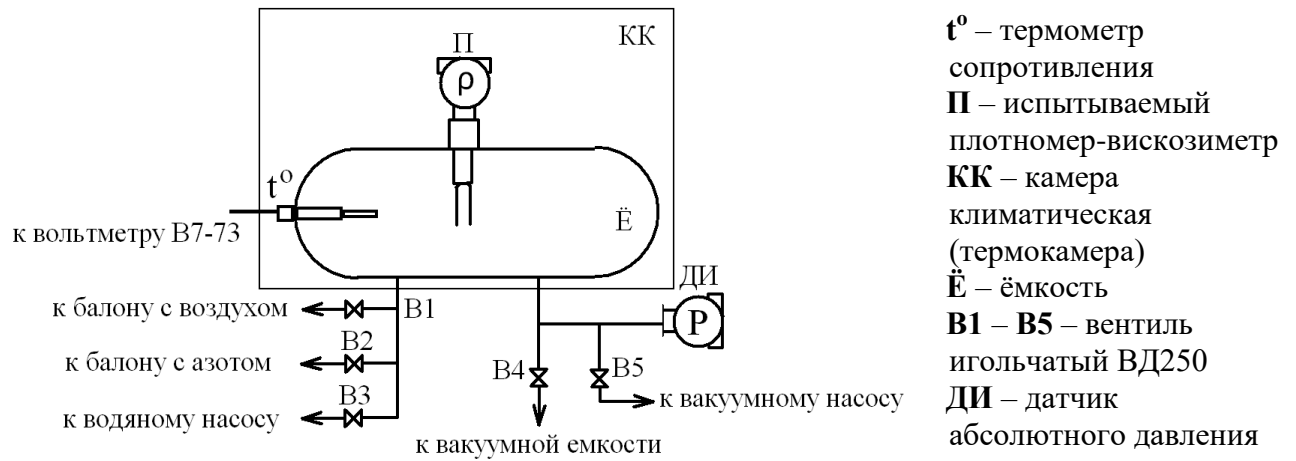 КК
П
ρ
t⁰
к вольтметру В7-73
Ё
ДИ
Р
к балону с воздухом
В1
к балону с азотом
В2
к водяному насосу
В3
В4
В5
к вакуумному насосу
к вакуумной емкости
t⁰ – термометр
сопротивления
П – испытываемый
плотномер-вискозиметр
КК – камера
климатическая
(термокамера)
Ё – ёмкость
В1 – В5 – вентиль
игольчатый ВД250
ДИ – датчик
абсолютного давления